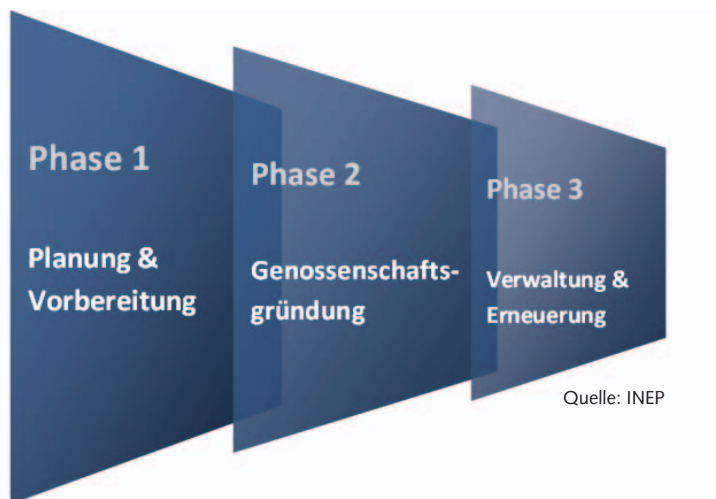 Phase 1
Planung &
Vorbereitung
Phase 2
Genossenschafts-
gründung
Phase 3
Verwaltung &
Erneuerung
Quelle: INEP